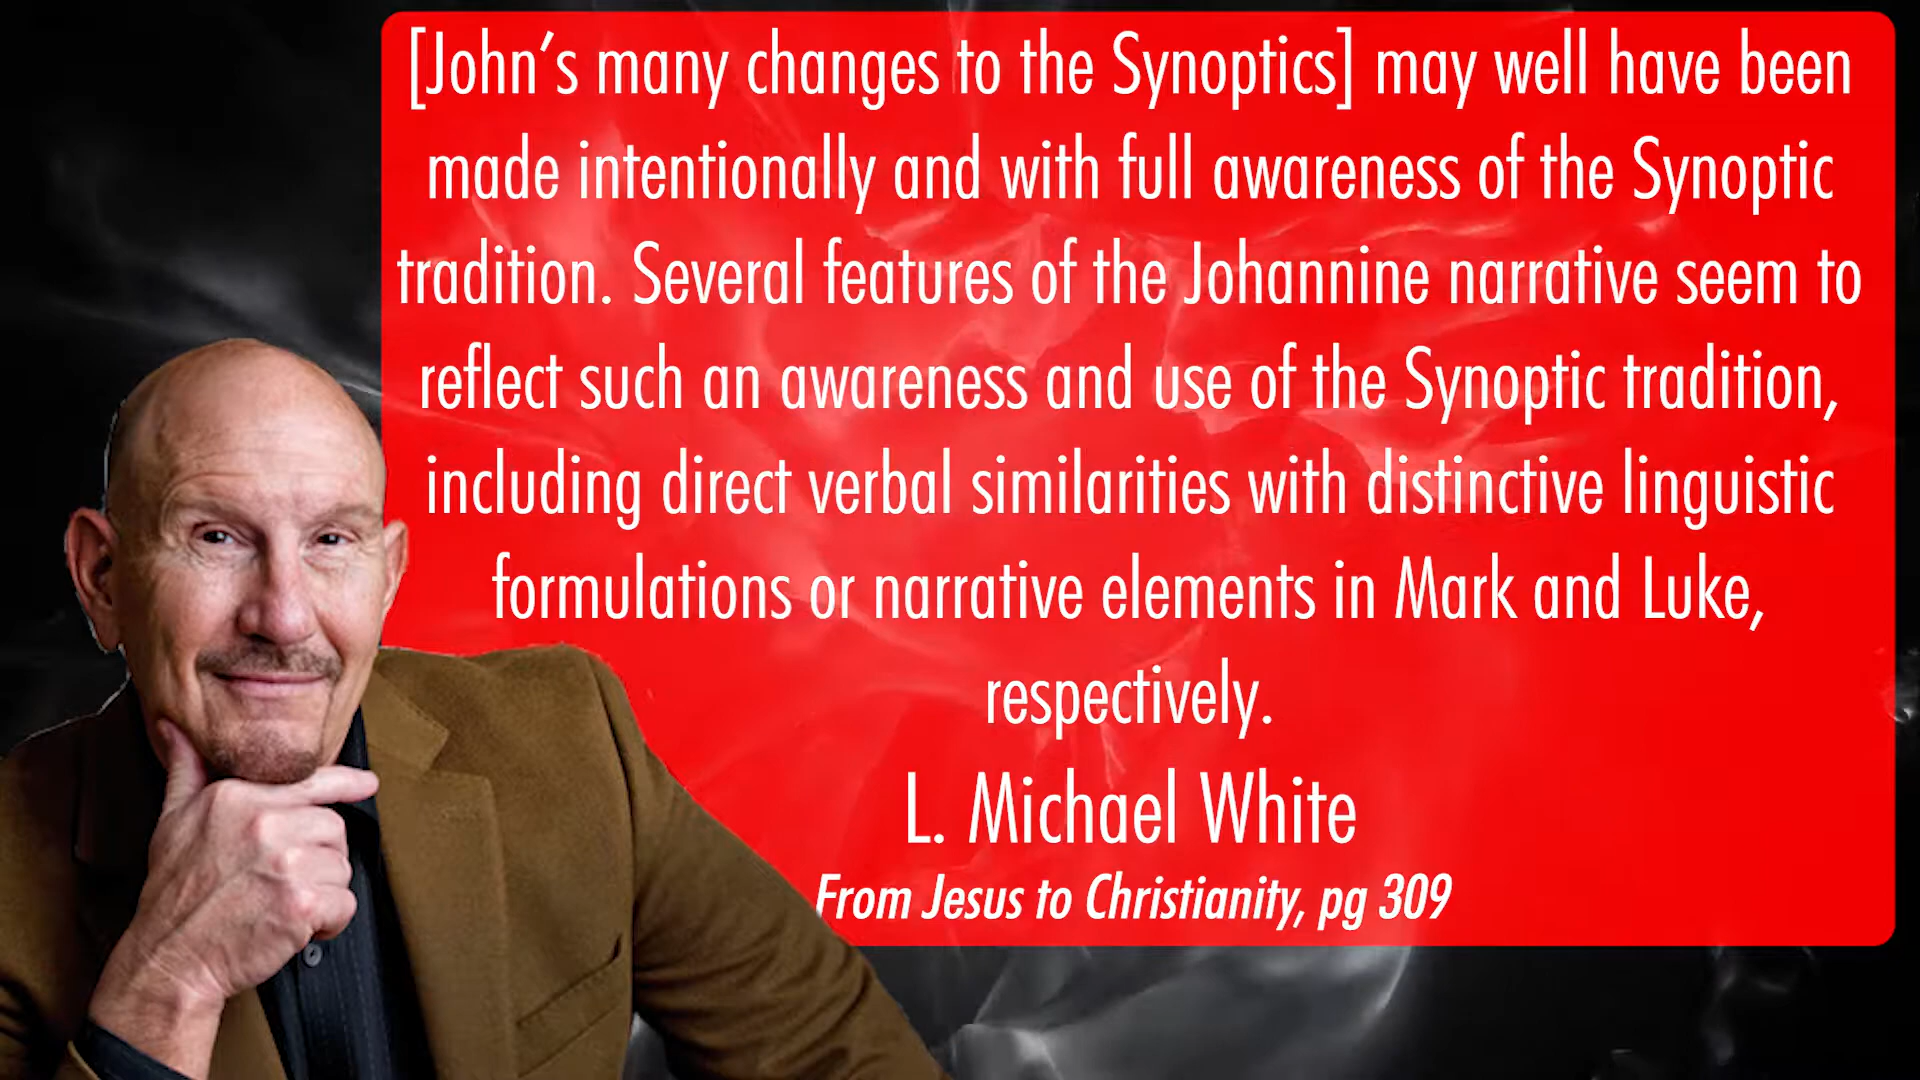 [John’s many changes to the Synoptics] may well have been
made intentionally and with full awareness of the Synoptic
tradition. Several features of the Johannine narrative seem to
reflect such an awareness and use of the Synoptic tradition,
including direct verbal similarities with distinctive linguistic
formulations or narrative elements in Mark and Luke,
respectively.
L. Michael White
From Jesus to Christianity, pg 309